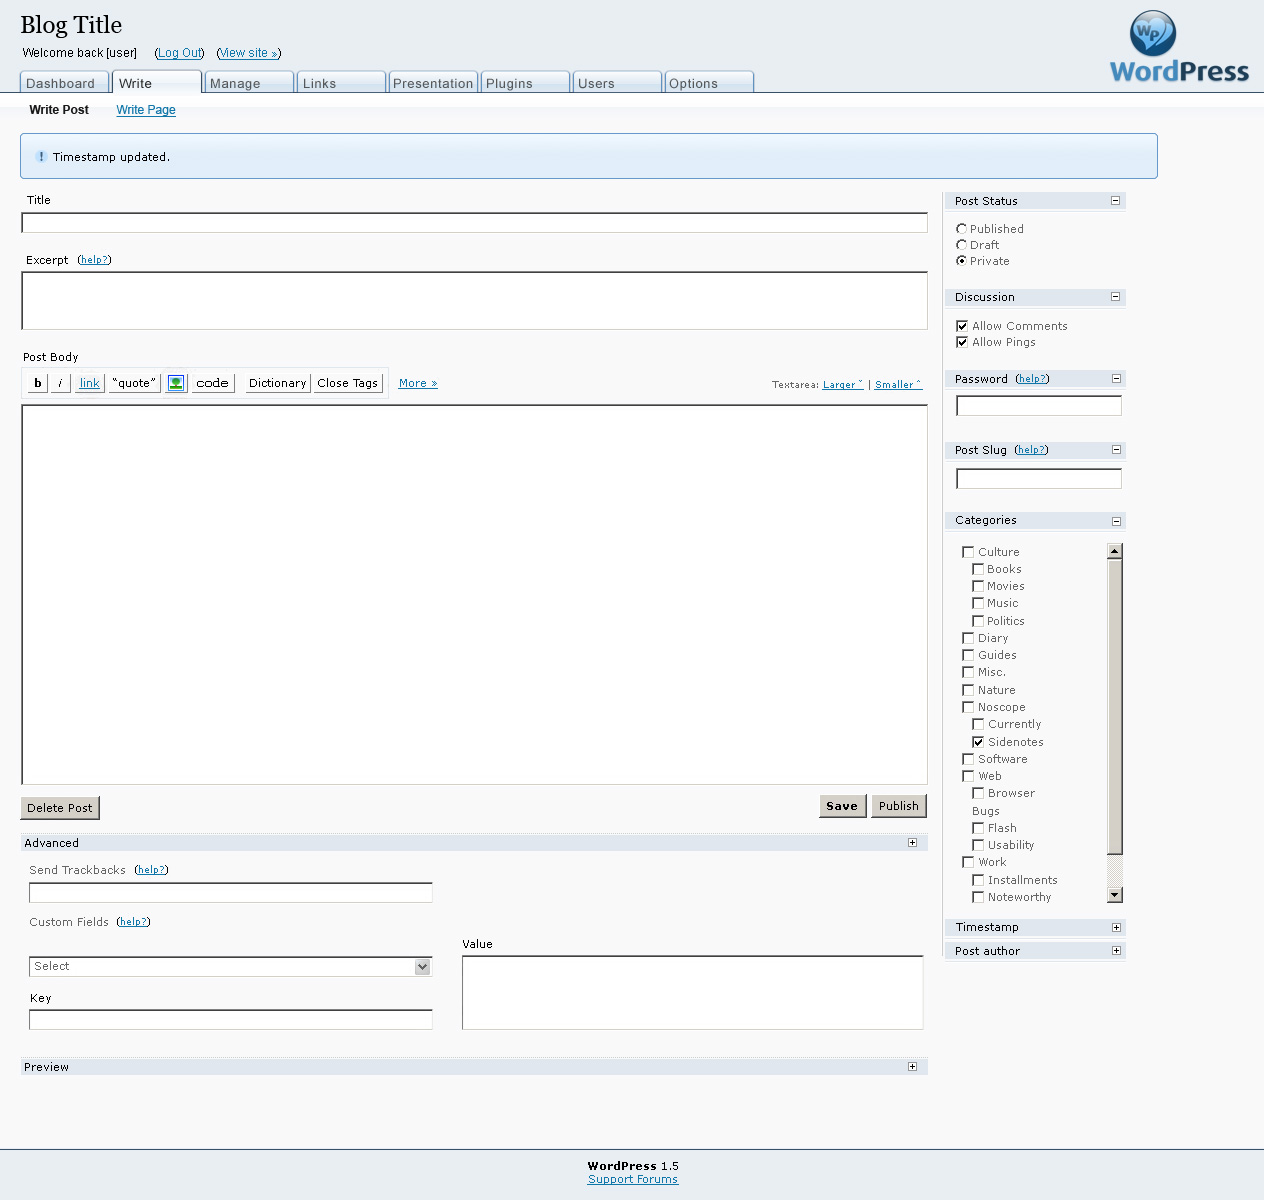 Blog Title
Welcome back [user] (Log Out) (View site »)
WordPress
Dashboard Write Manage Links Presentation Plugins Users Options
Write Post Write Page
! Timestamp updated.
Title
Excerpt (help?)
Post Body
b i link “quote” code Dictionary Close Tags More »
Textarea: Larger ˇ | Smaller ˆ
Delete Post
Save Publish
Advanced
Send Trackbacks (help?)
Custom Fields (help?)
Select
Key
Value
Preview
Post Status
Published
Draft
Private
Discussion
Allow Comments
Allow Pings
Password (help?)
Post Slug (help?)
Categories
Culture
Books
Movies
Music
Politics
Diary
Guides
Misc.
Nature
Noscope
Currently
Sidenotes
Software
Web
Browser
Bugs
Flash
Usability
Work
Installments
Noteworthy
Timestamp
Post author
WordPress 1.5
Support Forums